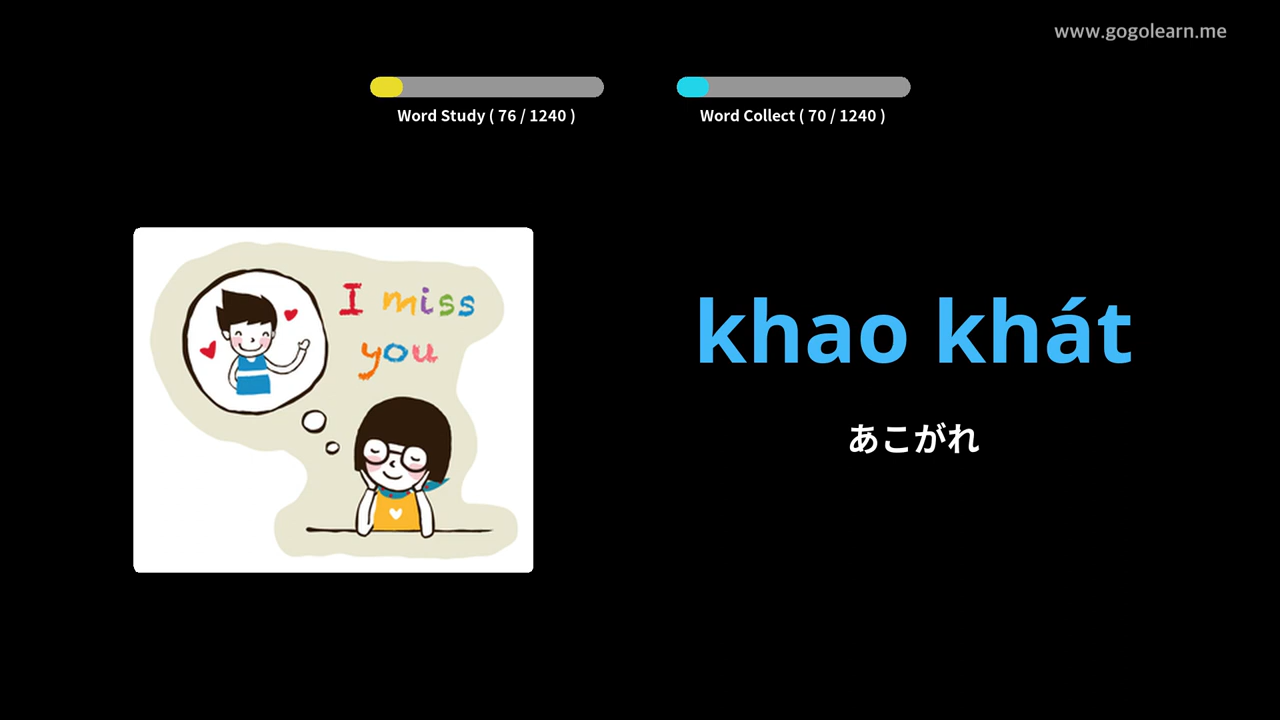 www.gogolearn.me
Word Study ( 76 / 1240 )
Word Collect ( 70 / 1240 )
I miss
you
khao khát
あこがれ